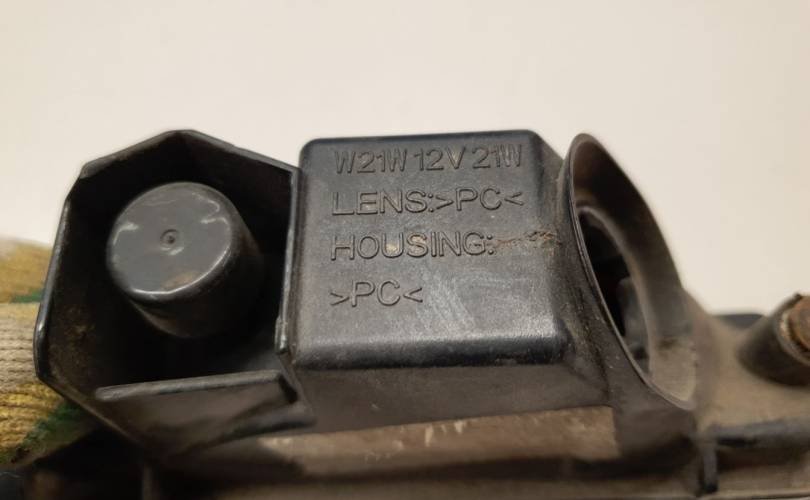 W21W 12V 21W
LENS:>PC<
HOUSING:
>PC<